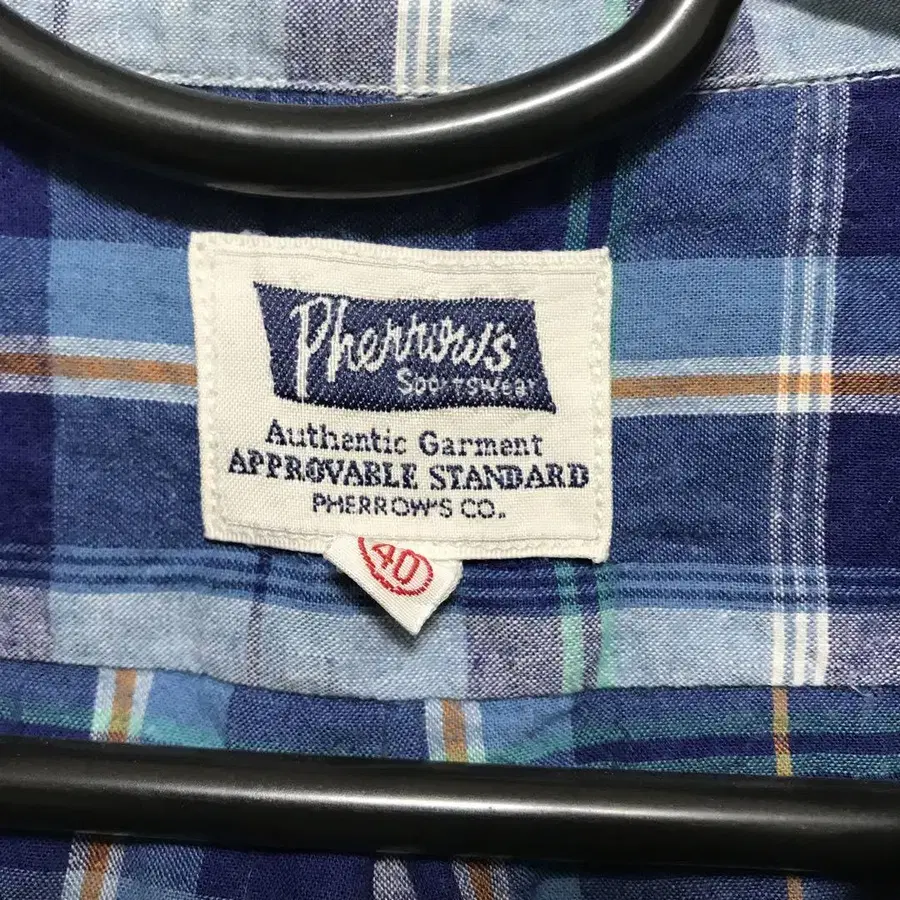 Pherrow's
Sportswear
Authentic Garment
APPROVABLE STANDARD
PHERROW'S CO.
40